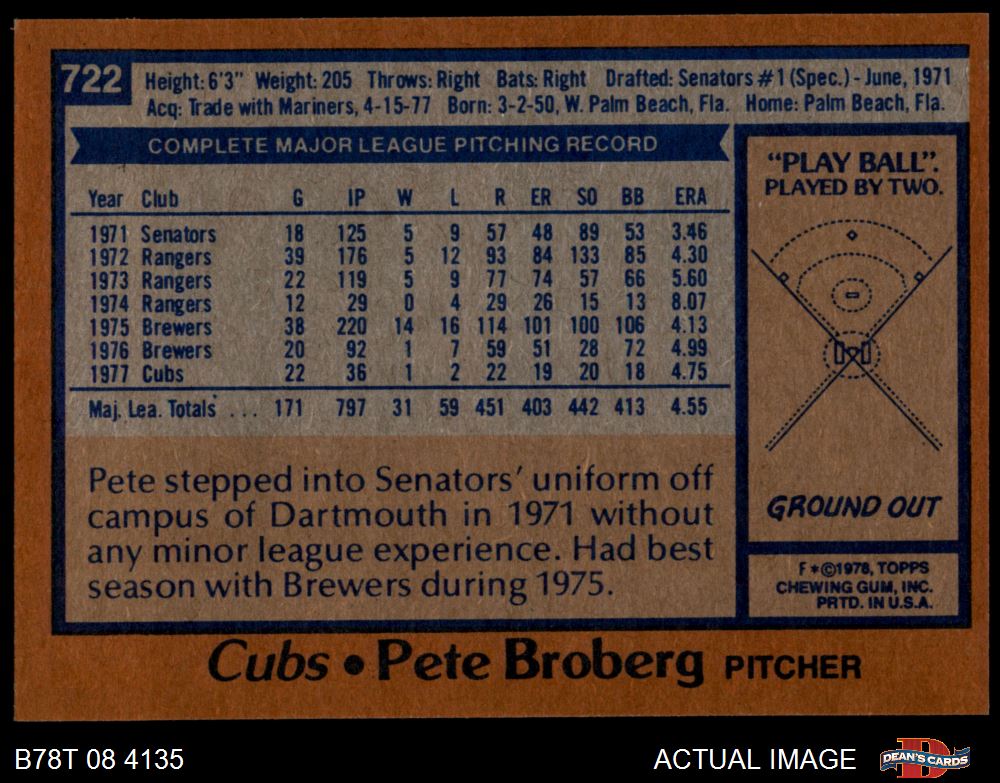 722
Height: 6'3" Weight: 205 Throws: Right Bats: Right Drafted: Senators #1 (Spec.) - June, 1971
Acq: Trade with Mariners, 4-15-77 Born: 3-2-50, W. Palm Beach, Fla. Home: Palm Beach, Fla.
COMPLETE MAJOR LEAGUE PITCHING RECORD
Year Club G IP W L R ER SO BB ERA
1971 Senators 18 125 5 9 57 48 89 53 3.46
1972 Rangers 39 176 5 12 93 84 133 85 4.30
1973 Rangers 22 119 5 9 77 74 57 66 5.60
1974 Rangers 12 29 0 4 29 26 15 13 8.07
1975 Brewers 38 220 14 16 114 101 100 106 4.13
1976 Brewers 20 92 1 7 59 51 28 72 4.99
1977 Cubs 22 36 1 2 22 19 20 18 4.75
Maj. Lea. Totals ... 171 797 31 59 451 403 442 413 4.55
Pete stepped into Senators' uniform off
campus of Dartmouth in 1971 without
any minor league experience. Had best
season with Brewers during 1975.
"PLAY BALL".
PLAYED BY TWO.
GROUND OUT
F *©1978, TOPPS
CHEWING GUM, INC.
PRTD. IN U.S.A.
Cubs • Pete Broberg PITCHER
B78T 08 4135 ACTUAL IMAGE
DEAN'S CARDS